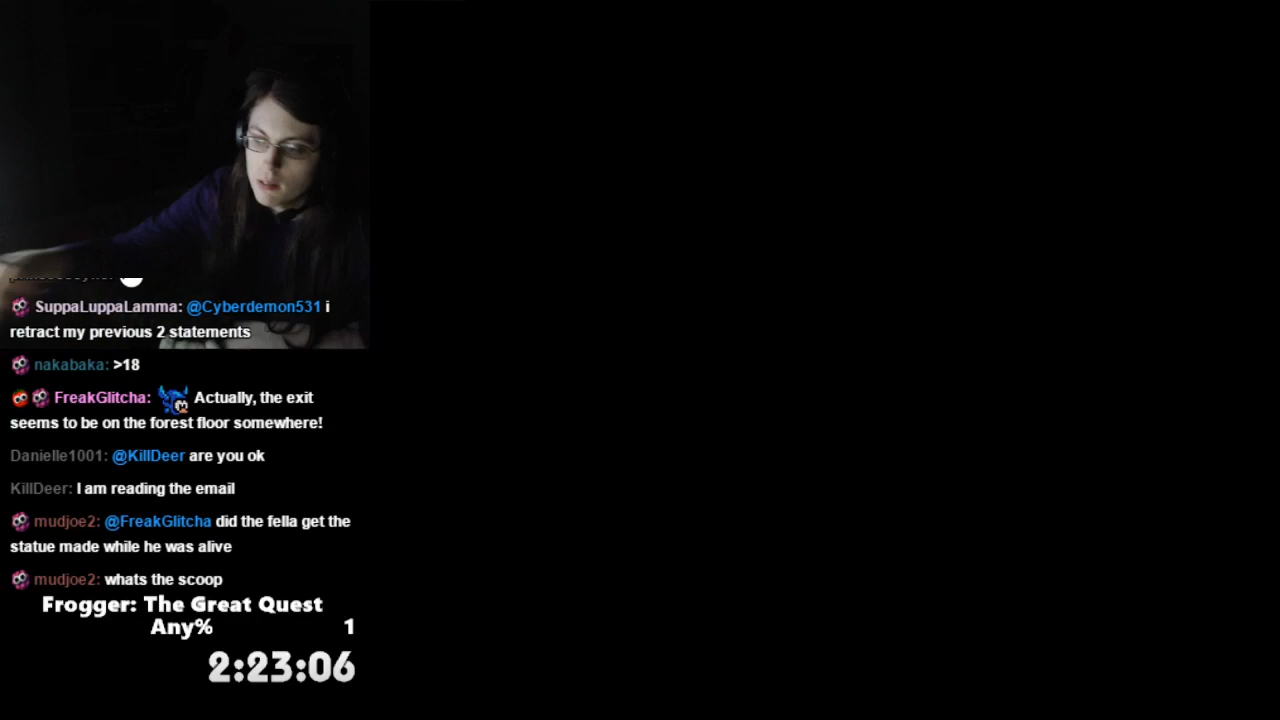 SuppaLuppaLamma: @Cyberdemon531 i
retract my previous 2 statements
nakabaka: >18
FreakGlitcha: Actually, the exit
seems to be on the forest floor somewhere!
Danielle1001: @KillDeer are you ok
KillDeer: I am reading the email
mudjoe2: @FreakGlitcha did the fella get the
statue made while he was alive
mudjoe2: whats the scoop
Frogger: The Great Quest
Any% 1
2:23:06